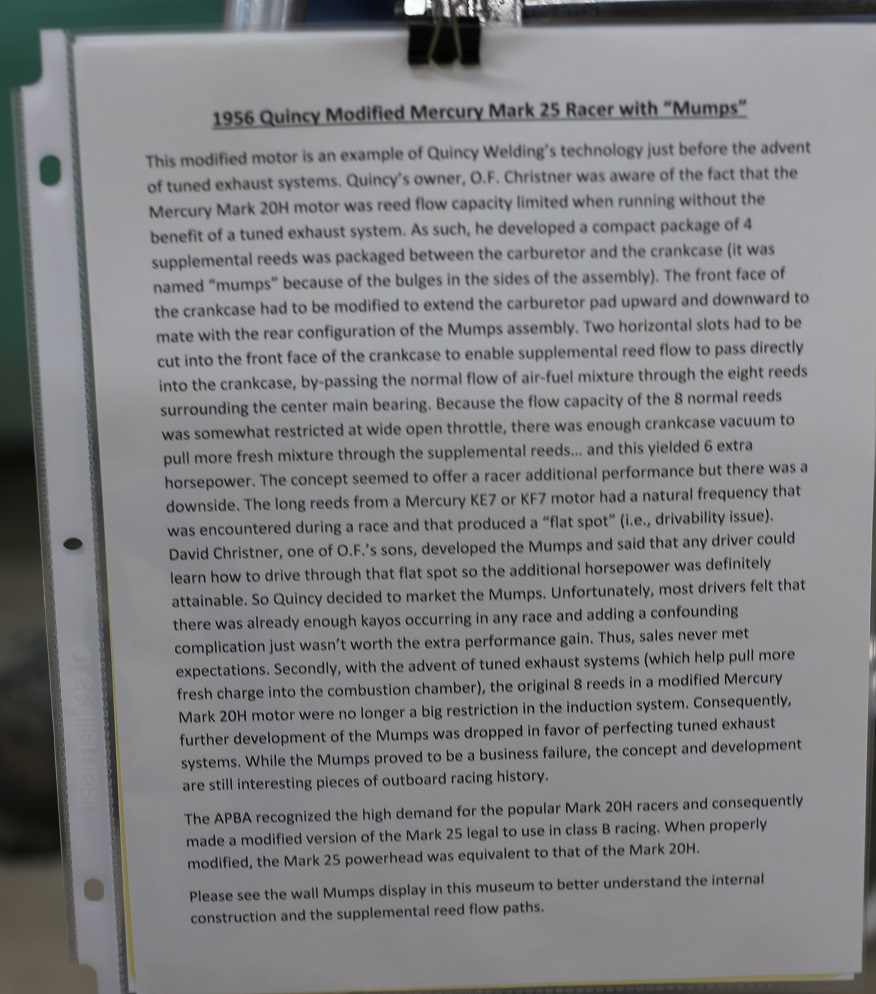 1956 Quincy Modified Mercury Mark 25 Racer with “Mumps”
This modified motor is an example of Quincy Welding’s technology just before the advent
of tuned exhaust systems. Quincy’s owner, O.F. Christner was aware of the fact that the
Mercury Mark 20H motor was reed flow capacity limited when running without the
benefit of a tuned exhaust system. As such, he developed a compact package of 4
supplemental reeds was packaged between the carburetor and the crankcase (it was
named “mumps” because of the bulges in the sides of the assembly). The front face of
the crankcase had to be modified to extend the carburetor pad upward and downward to
mate with the rear configuration of the Mumps assembly. Two horizontal slots had to be
cut into the front face of the crankcase to enable supplemental reed flow to pass directly
into the crankcase, by-passing the normal flow of air-fuel mixture through the eight reeds
surrounding the center main bearing. Because the flow capacity of the 8 normal reeds
was somewhat restricted at wide open throttle, there was enough crankcase vacuum to
pull more fresh mixture through the supplemental reeds... and this yielded 6 extra
horsepower. The concept seemed to offer a racer additional performance but there was a
downside. The long reeds from a Mercury KE7 or KF7 motor had a natural frequency that
was encountered during a race and that produced a “flat spot” (i.e., drivability issue).
David Christner, one of O.F.’s sons, developed the Mumps and said that any driver could
learn how to drive through that flat spot so the additional horsepower was definitely
attainable. So Quincy decided to market the Mumps. Unfortunately, most drivers felt that
there was already enough kayos occurring in any race and adding a confounding
complication just wasn’t worth the extra performance gain. Thus, sales never met
expectations. Secondly, with the advent of tuned exhaust systems (which help pull more
fresh charge into the combustion chamber), the original 8 reeds in a modified Mercury
Mark 20H motor were no longer a big restriction in the induction system. Consequently,
further development of the Mumps was dropped in favor of perfecting tuned exhaust
systems. While the Mumps proved to be a business failure, the concept and development
are still interesting pieces of outboard racing history.
The APBA recognized the high demand for the popular Mark 20H racers and consequently
made a modified version of the Mark 25 legal to use in class B racing. When properly
modified, the Mark 25 powerhead was equivalent to that of the Mark 20H.
Please see the wall Mumps display in this museum to better understand the internal
construction and the supplemental reed flow paths.